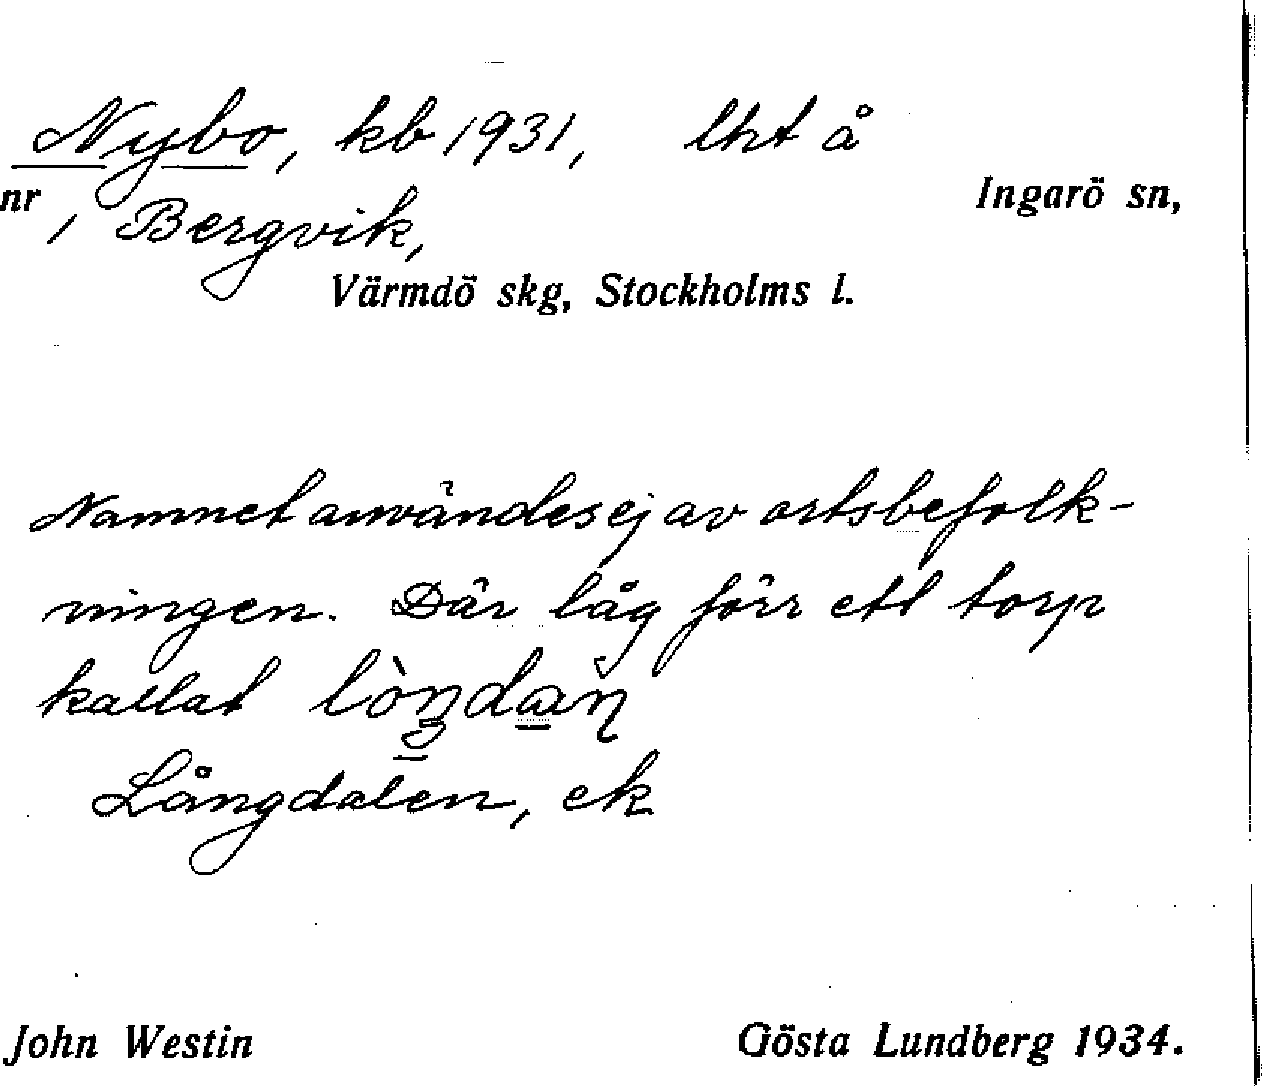 Nybo, kb 1931, lht å
nr 1 Bergvik, Ingarö sn,
Värmdö skg, Stockholms l.
Namnet användes ej av ortsbefolk-
ningen. Där låg förr ett torp
kallat
Långdalen, ek
John Westin Gösta Lundberg 1934.